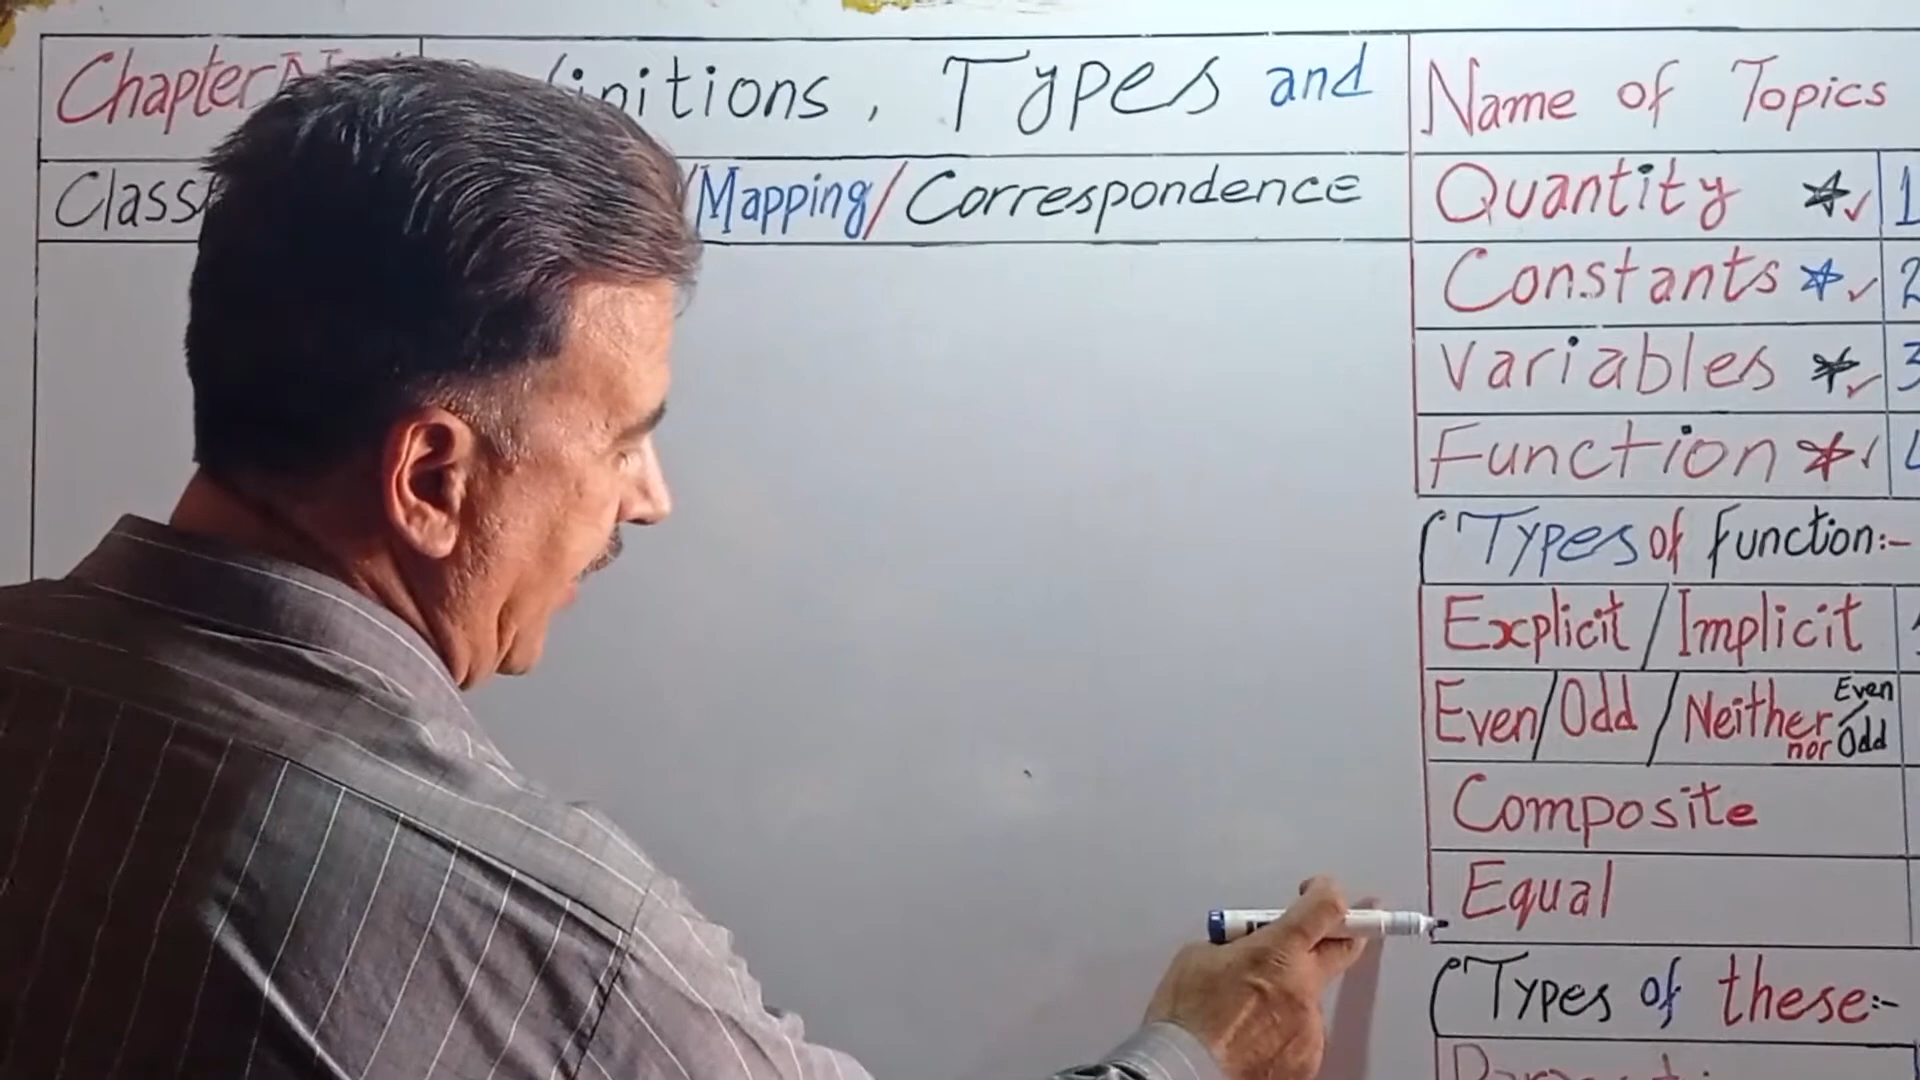 Chapter initions, Types and
Class /Mapping/Correspondence
Name of Topics
Quantity 1
Constants 2
Variables 3
Function
Types of function:-
Explicit/Implicit
Even/Odd/Neither nor Even/Odd
Composite
Equal
Types of these:-